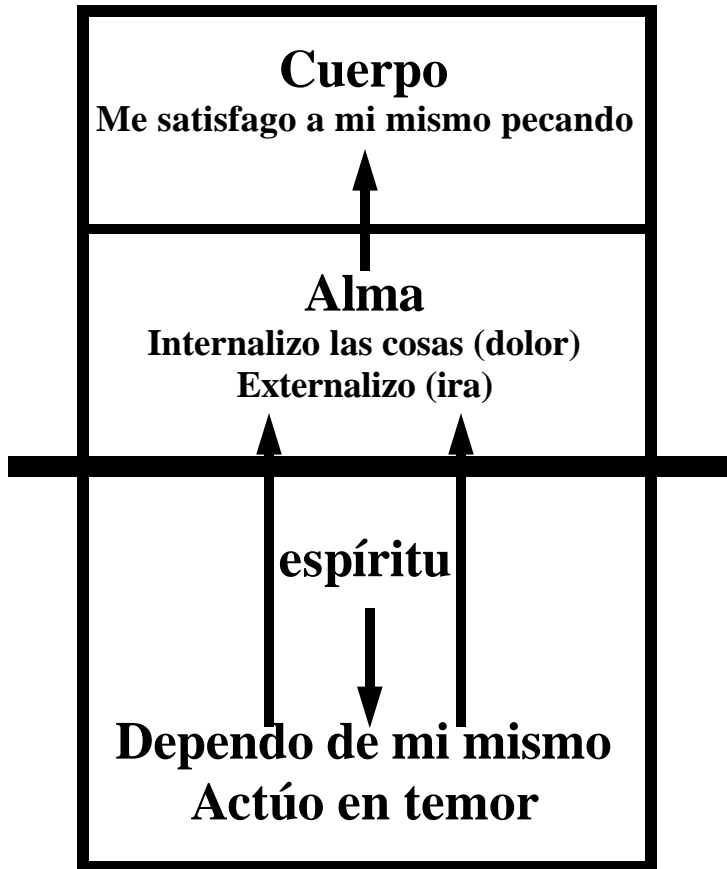 Cuerpo
Me satisfago a mi mismo pecando
Alma
Internalizo las cosas (dolor)
Externalizo (ira)
espíritu
Dependo de mi mismo
Actúo en temor